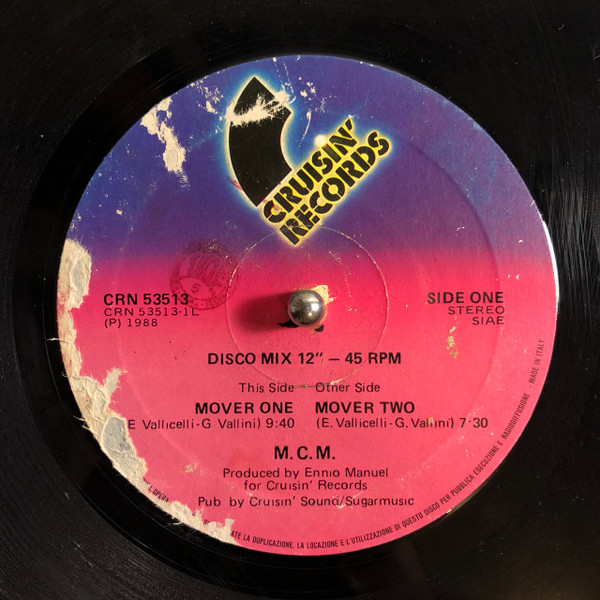 CRUISIN'
RECORDS
CRN 53513
CRN 53513-1L
(P) 1988
SIDE ONE
STEREO
SIAE
DISCO MIX 12" – 45 RPM
This Side – Other Side
MOVER ONE MOVER TWO
(E Vallicelli-G Vallini) 9:40 (E. Vallicelli-G. Vallini) 7:30
M.C.M.
Produced by Ennio Manuel
for Cruisin' Records
Pub by Cruisin' Sound/Sugarmusic
L'OPERA
ATE LA DUPLICAZIONE, LA LOCAZIONE E L'UTILIZZAZIONE DI QUESTO DISCO PER PUBBLICA ESECUZIONE E RADIODIFFUSIONE - MADE IN ITALY